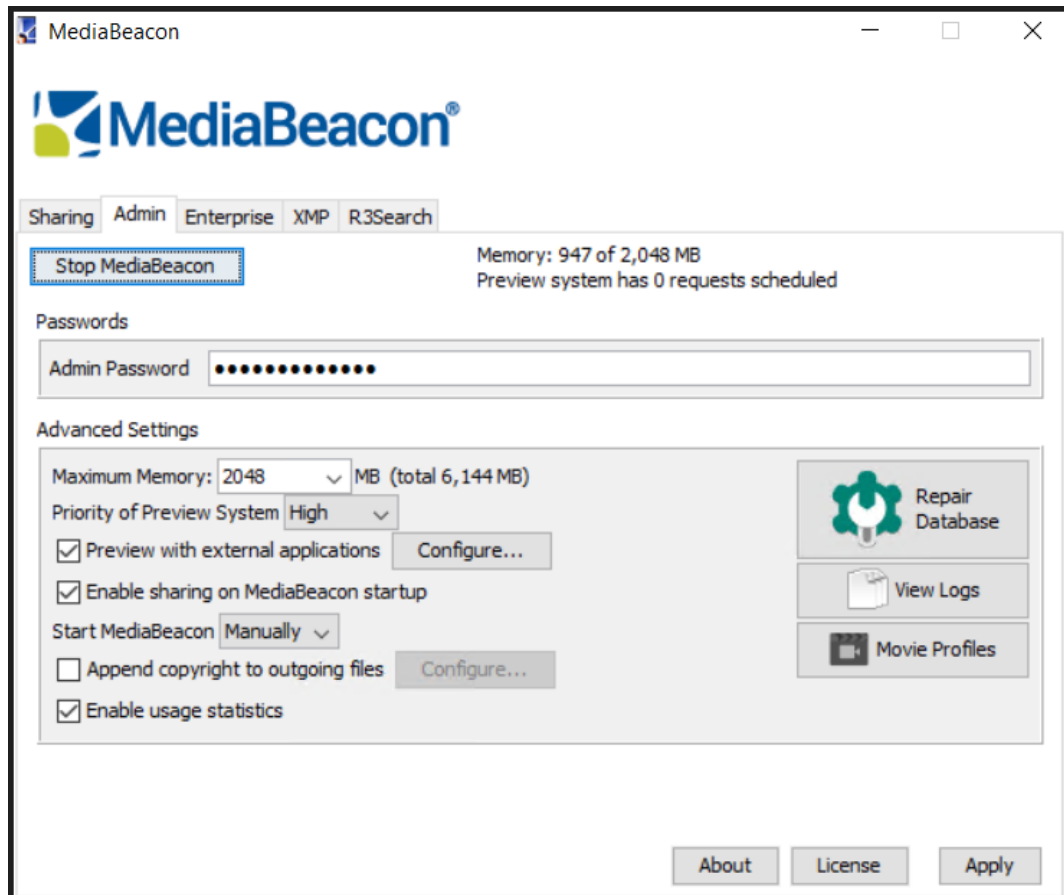 MediaBeacon
MediaBeacon®
Sharing Admin Enterprise XMP R3Search
Stop MediaBeacon
Memory: 947 of 2,048 MB
Preview system has 0 requests scheduled
Passwords
Admin Password •••••••••••••
Advanced Settings
Maximum Memory: 2048 MB (total 6,144 MB)
Priority of Preview System High
Preview with external applications Configure...
Enable sharing on MediaBeacon startup
Start MediaBeacon Manually
Append copyright to outgoing files Configure...
Enable usage statistics
Repair
Database
View Logs
Movie Profiles
About License Apply